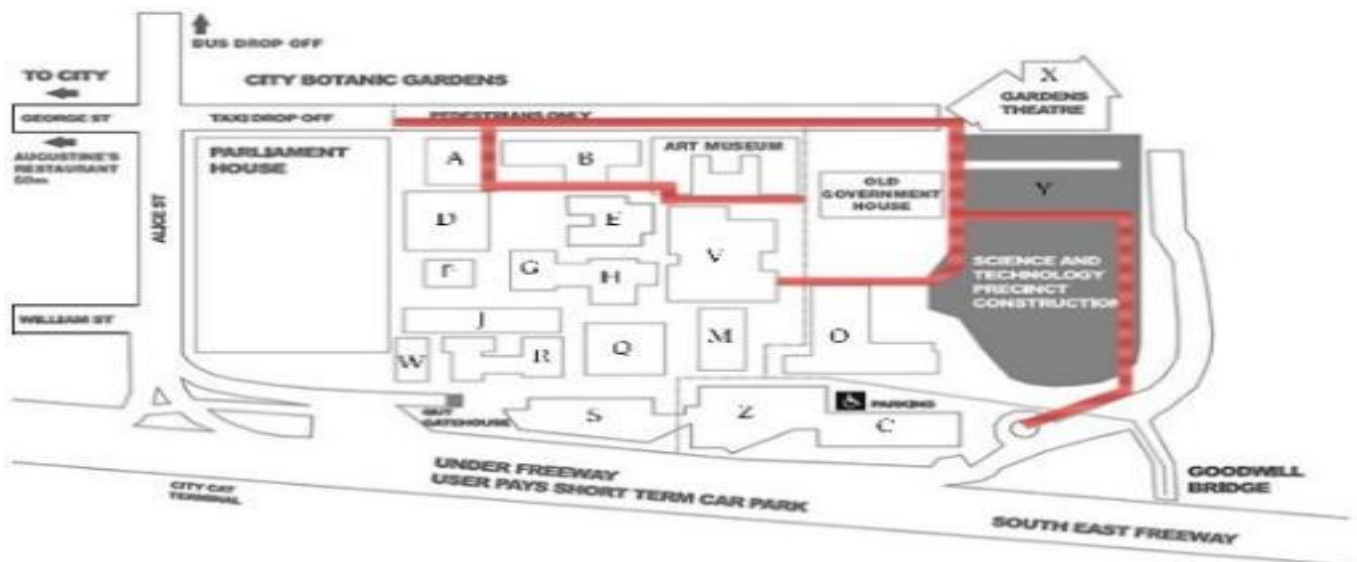 BUS DROP OFF
TO CITY
CITY BOTANIC GARDENS
X
GARDENS
THEATRE
GEORGE ST
TAXI DROP OFF
PEDESTRIANS ONLY
AUGUSTINE'S
RESTAURANT
50m
PARLIAMENT
HOUSE
A
B
ART MUSEUM
OLD
GOVERNMENT
HOUSE
Y
ALICE ST
D
E
F
G
H
V
SCIENCE AND
TECHNOLOGY
PRECINCT
CONSTRUCTION
WILLIAM ST
J
W
R
Q
M
O
QUT
GATEHOUSE
S
Z
PARKING
C
UNDER FREEWAY
USER PAYS SHORT TERM CAR PARK
CITY CAT
TERMINAL
GOODWILL
BRIDGE
SOUTH EAST FREEWAY